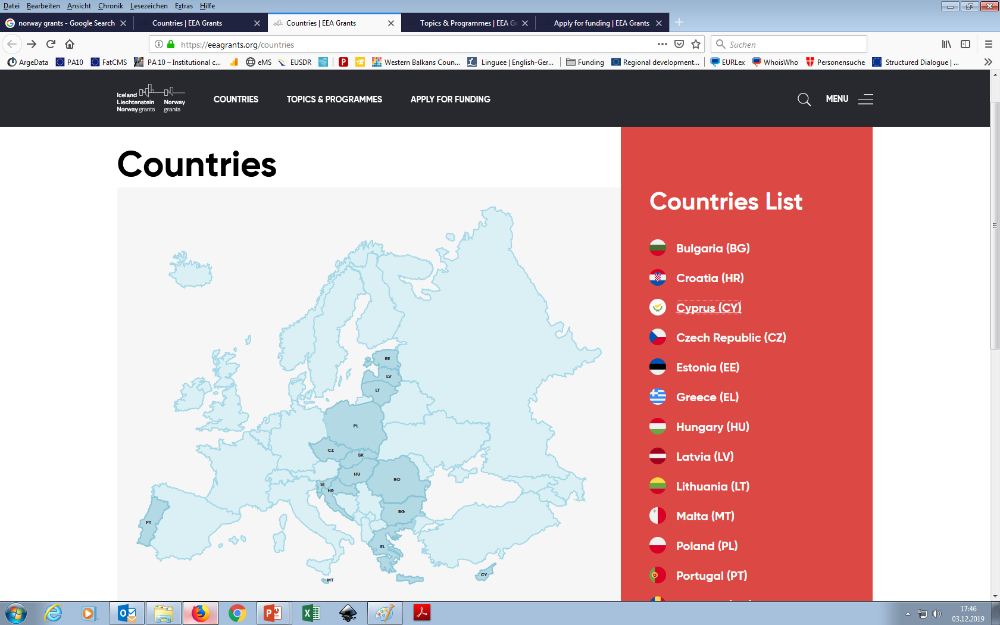 Datei Bearbeiten Ansicht Chronik Lesezeichen Extras Hilfe
norway grants - Google Search
Countries | EEA Grants
Countries | EEA Grants
Topics & Programmes | EEA Gr
Apply for funding | EEA Grants
https://eeagrants.org/countries
Suchen
ArgeData PA10 FatCMS PA 10 – Institutional c... eMS EUSDR Western Balkans Coun... Linguee | English-Ger... Funding Regional development... EURLex WhoisWho Personensuche Structured Dialogue | ...
Iceland
Liechtenstein Norway
Norway grants grants
COUNTRIES TOPICS & PROGRAMMES APPLY FOR FUNDING MENU
Countries
EE
LV
LT
PL
CZ
SK
HU
SI
HR
RO
BG
PT
EL
MT
CY
Countries List
Bulgaria (BG)
Croatia (HR)
Cyprus (CY)
Czech Republic (CZ)
Estonia (EE)
Greece (EL)
Hungary (HU)
Latvia (LV)
Lithuania (LT)
Malta (MT)
Poland (PL)
Portugal (PT)
17:46
03.12.2019